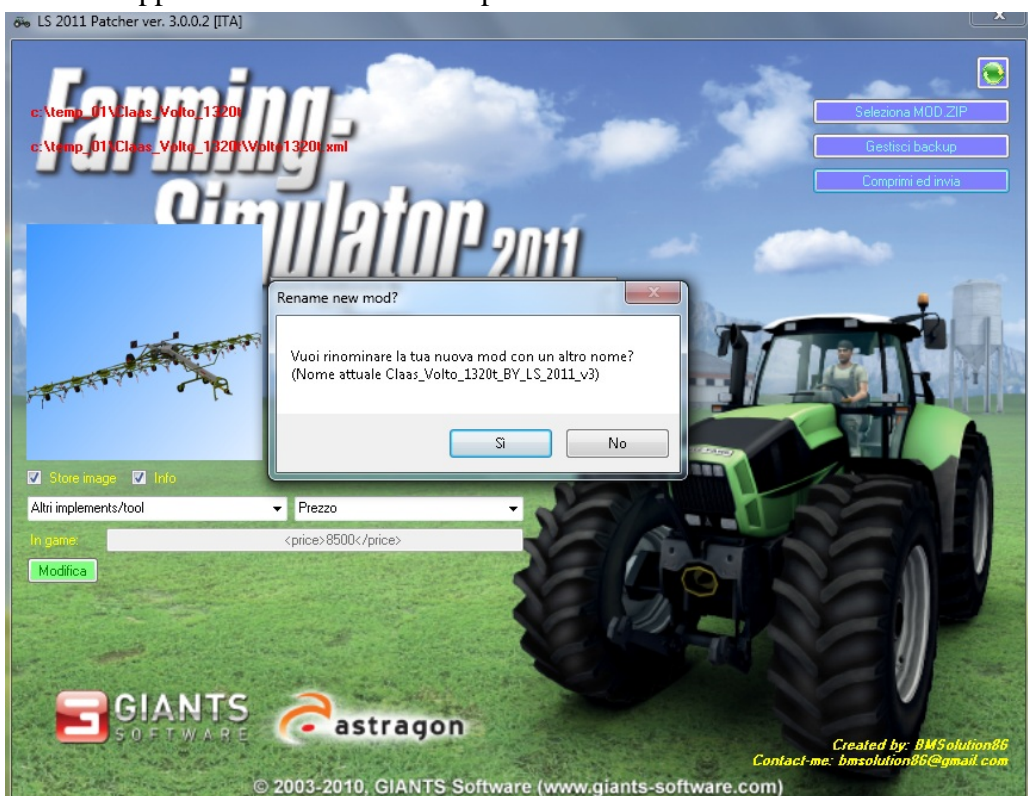 LS 2011 Patcher ver. 3.0.0.2 [ITA]
Farming-
Simulator 2011
c:\temp_01\Claas_Volto_1320t
c:\temp_01\Claas_Volto_1320t\Volto1320t.xml
Seleziona MOD.ZIP
Gestisci backup
Comprimi ed invia
Rename new mod?
Vuoi rinominare la tua nuova mod con un altro nome?
(Nome attuale Claas_Volto_1320t_BY_LS_2011_v3)
Sì No
Store image Info
Altri implements/tool Prezzo
In game: <price>8500</price>
Modifica
GIANTS
SOFTWARE
astragon
Created by: BMSolution86
Contact-me: bmsolution86@gmail.com
© 2003-2010, GIANTS Software (www.giants-software.com)